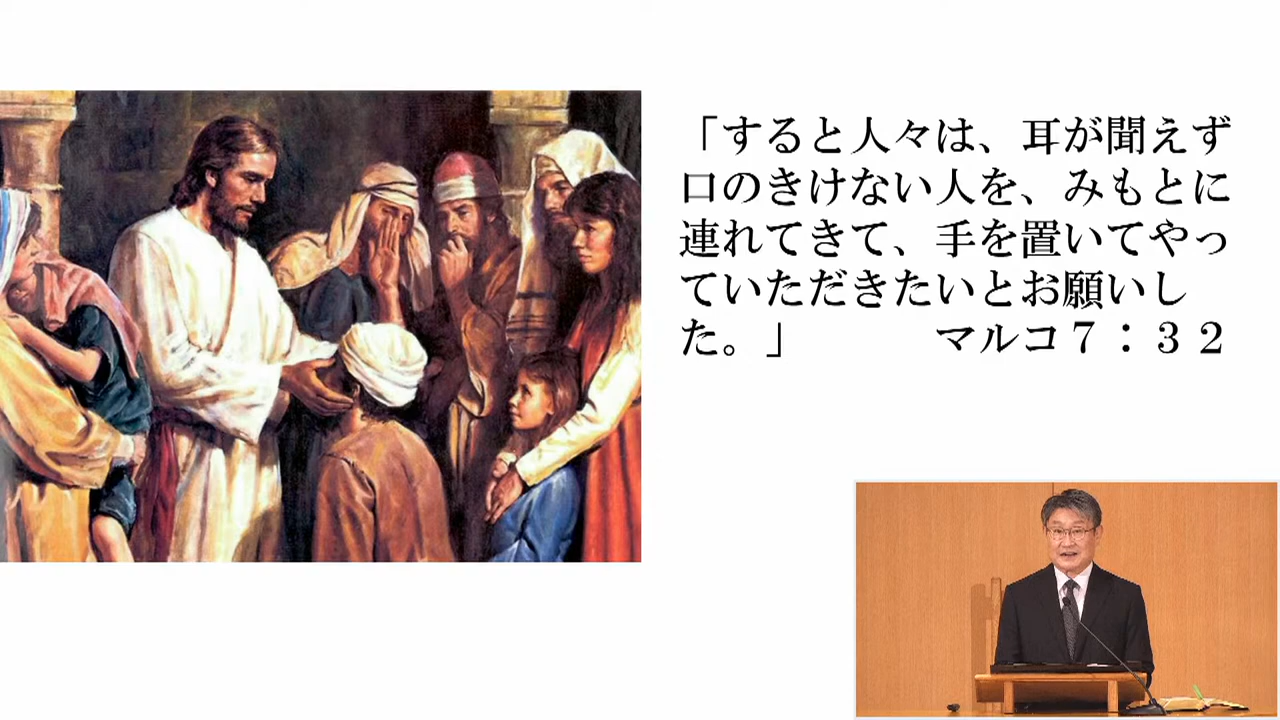 「すると人々は、耳が聞えず
口のきけない人を、みもとに
連れてきて、手を置いてやっ
ていただきたいとお願いし
た。」　　　マルコ７：３２